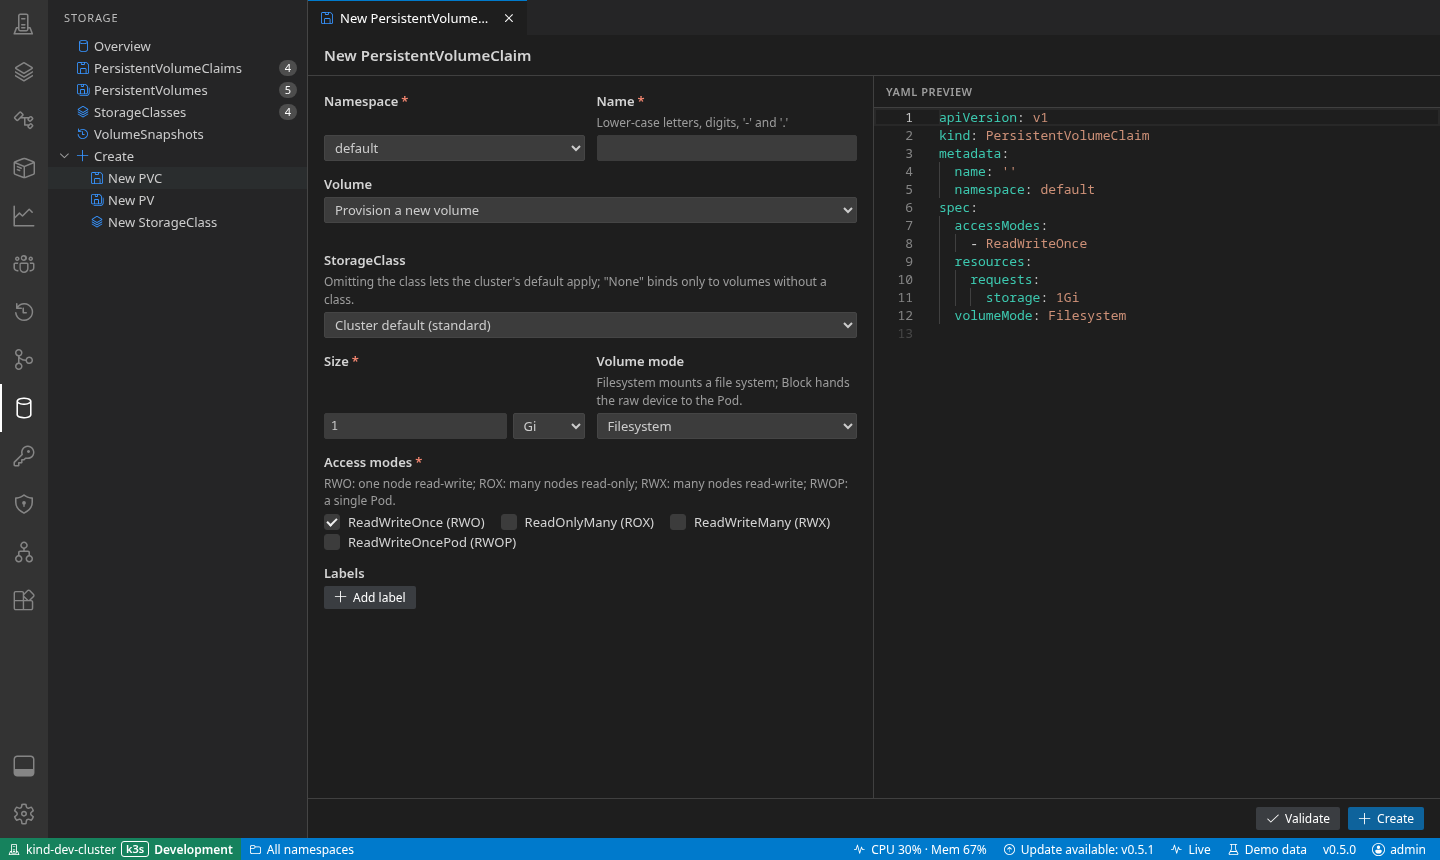 STORAGE
Overview
PersistentVolumeClaims 4
PersistentVolumes 5
StorageClasses 4
VolumeSnapshots
Create
New PVC
New PV
New StorageClass
New PersistentVolume...
New PersistentVolumeClaim
Namespace *
Name *
Lower-case letters, digits, '-' and '.'
default
Volume
Provision a new volume
StorageClass
Omitting the class lets the cluster's default apply; "None" binds only to volumes without a
class.
Cluster default (standard)
Size *
Volume mode
Filesystem mounts a file system; Block hands
the raw device to the Pod.
1 Gi
Filesystem
Access modes *
RWO: one node read-write; ROX: many nodes read-only; RWX: many nodes read-write; RWOP:
a single Pod.
ReadWriteOnce (RWO) ReadOnlyMany (ROX) ReadWriteMany (RWX)
ReadWriteOncePod (RWOP)
Labels
Add label
YAML PREVIEW
1 apiVersion: v1
2 kind: PersistentVolumeClaim
3 metadata:
4 name: ''
5 namespace: default
6 spec:
7 accessModes:
8 - ReadWriteOnce
9 resources:
10 requests:
11 storage: 1Gi
12 volumeMode: Filesystem
13
Validate Create
kind-dev-cluster k3s Development All namespaces CPU 30% · Mem 67% Update available: v0.5.1 Live Demo data v0.5.0 admin